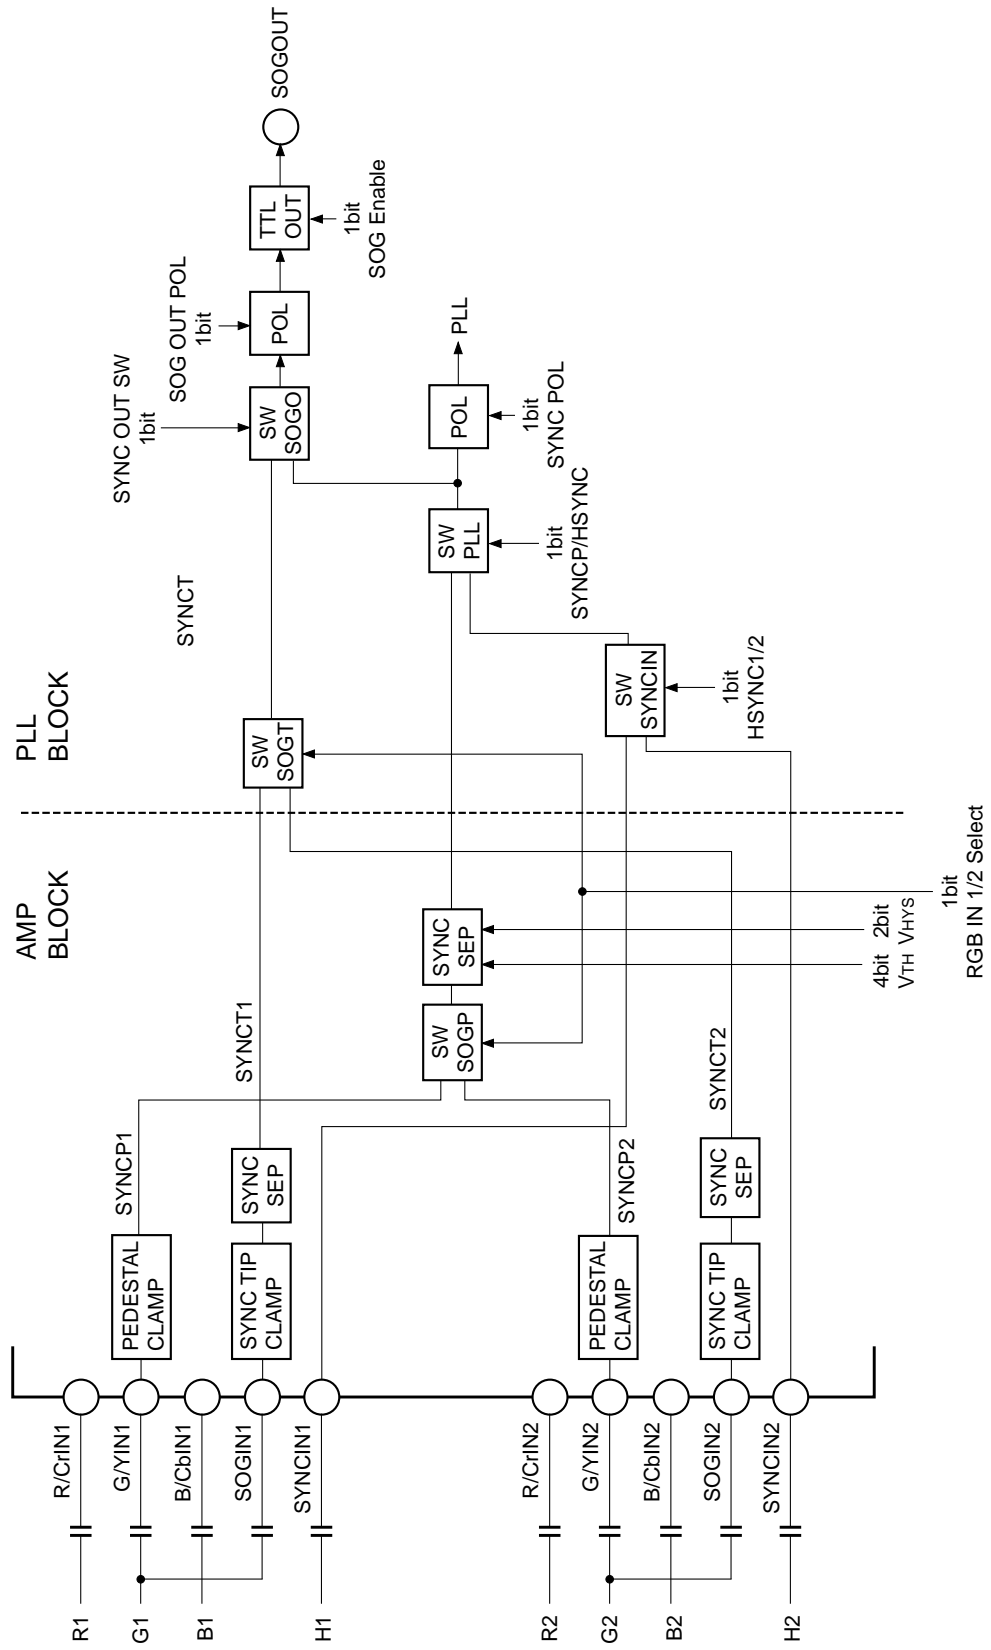 AMP
BLOCK
PLL
BLOCK
R1
R/CrIN1
G1
G/YIN1
PEDESTAL
CLAMP
SYNCP1
B1
B/CbIN1
SOGIN1
SYNC TIP
CLAMP
SYNC
SEP
SYNCT1
SW
SOGT
SYNCT
SYNC OUT SW
1bit
SW
SOGO
SOG OUT POL
1bit
POL
TTL
OUT
1bit
SOG Enable
SOGOUT
H1
SYNCIN1
SW
SOGP
SYNC
SEP
SW
PLL
1bit
SYNCP/HSYNC
POL
1bit
SYNC POL
PLL
R2
R/CrIN2
G2
G/YIN2
PEDESTAL
CLAMP
SYNCP2
SW
SYNCIN
1bit
HSYNC1/2
B2
B/CbIN2
SOGIN2
SYNC TIP
CLAMP
SYNC
SEP
SYNCT2
H2
SYNCIN2
4bit 2bit
VTH VHYS
1bit
RGB IN 1/2 Select